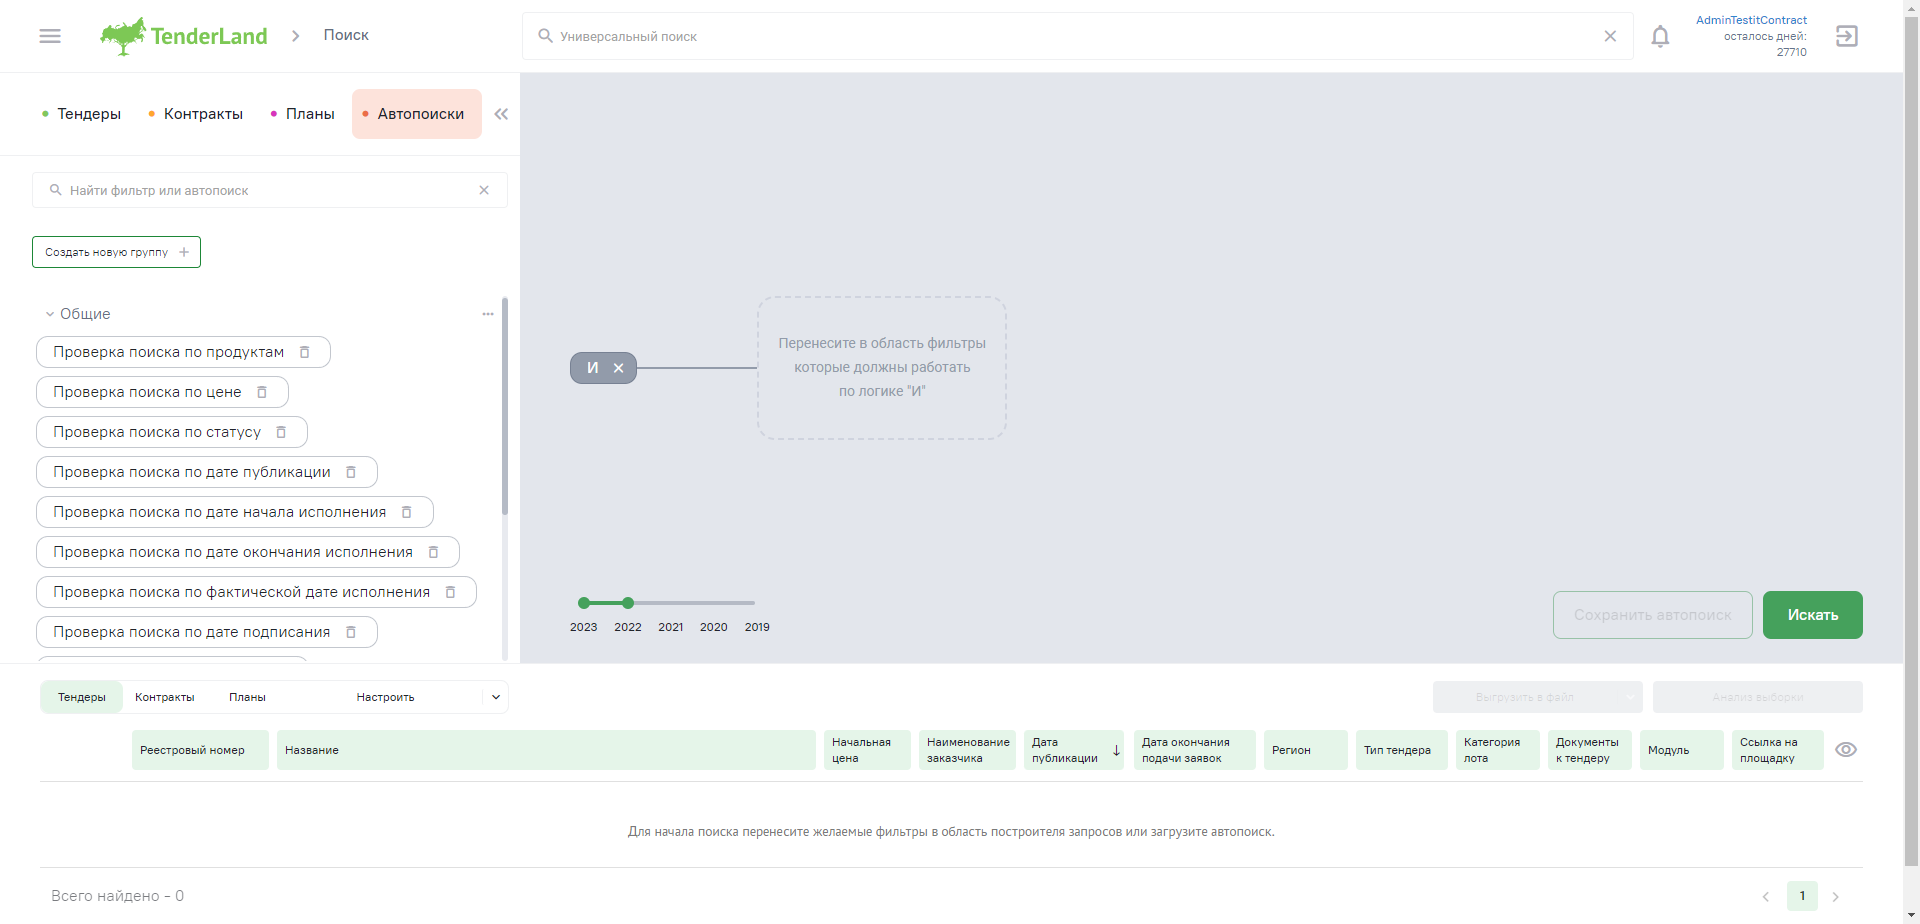 TenderLand
Поиск
Универсальный поиск
AdminTestitContract
осталось дней:
27710
Тендеры
Контракты
Планы
Автопоиски
Найти фильтр или автопоиск
Создать новую группу
Общие
Проверка поиска по продуктам
Проверка поиска по цене
Проверка поиска по статусу
Проверка поиска по дате публикации
Проверка поиска по дате начала исполнения
Проверка поиска по дате окончания исполнения
Проверка поиска по фактической дате исполнения
Проверка поиска по дате подписания
И
Перенесите в область фильтры
которые должны работать
по логике "И"
2023 2022 2021 2020 2019
Сохранить автопоиск
Искать
Тендеры
Контракты
Планы
Настроить
Выгрузить в файл
Анализ выборки
Реестровый номер
Название
Начальная
цена
Наименование
заказчика
Дата
публикации
Дата окончания
подачи заявок
Регион
Тип тендера
Категория
лота
Документы
к тендеру
Модуль
Ссылка на
площадку
Для начала поиска перенесите желаемые фильтры в область построителя запросов или загрузите автопоиск.
Всего найдено - 0
1